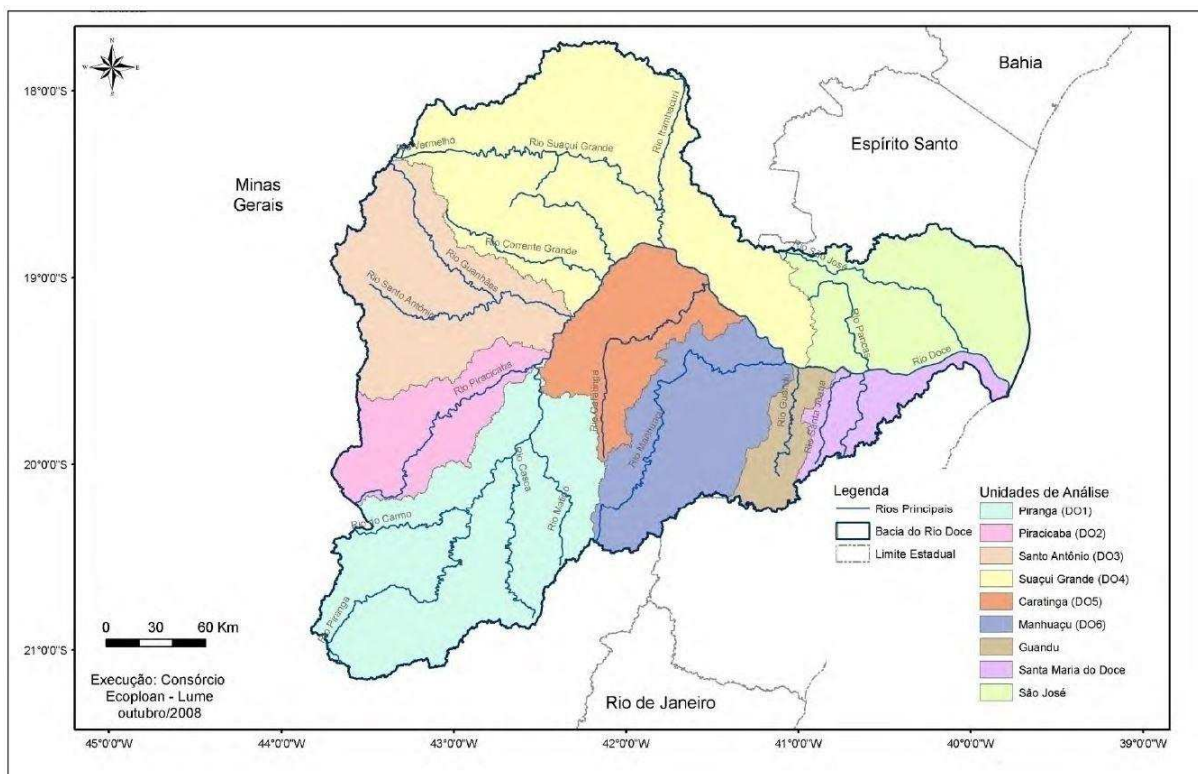 N
W
E
S
Bahia
Espírito Santo
Minas
Gerais
Rio de Janeiro
18°0'0"S
19°0'0"S
20°0'0"S
21°0'0"S
Rio Vermelho
Rio Suaçuí Grande
Rio Itambacuri
Rio Corrente Grande
Rio Guanhães
Rio Santo Antônio
Rio Piracicaba
Rio Caratinga
Rio Manhuaçu
Rio Guandu
Rio Santa Joana
Rio São José
Rio Pancas
Rio Doce
Rio do Carmo
Rio Casca
Rio Matipó
Rio Piranga
0 30 60 Km
Execução: Consórcio
Ecoploan - Lume
outubro/2008
Legenda
Rios Principais
Bacia do Rio Doce
Limite Estadual
Unidades de Análise
Piranga (DO1)
Piracicaba (DO2)
Santo Antônio (DO3)
Suaçui Grande (DO4)
Caratinga (DO5)
Manhuaçu (DO6)
Guandu
Santa Maria do Doce
São José
45°0'0"W
44°0'0"W
43°0'0"W
42°0'0"W
41°0'0"W
40°0'0"W
39°0'0"W